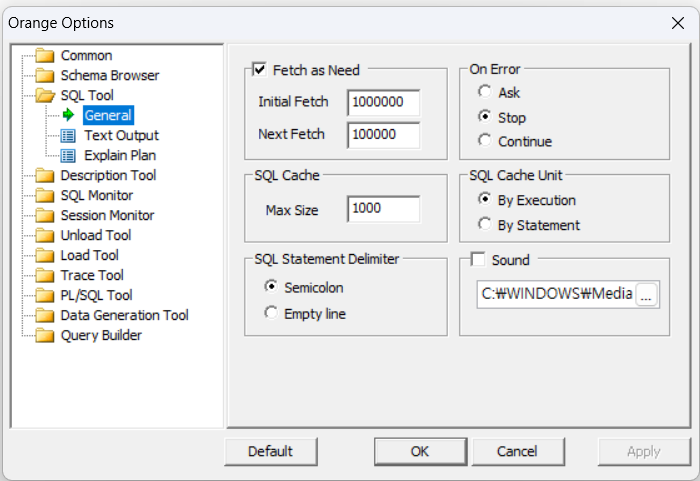 Orange Options
Common
Schema Browser
SQL Tool
General
Text Output
Explain Plan
Description Tool
SQL Monitor
Session Monitor
Unload Tool
Load Tool
Trace Tool
PL/SQL Tool
Data Generation Tool
Query Builder
Fetch as Need
Initial Fetch 1000000
Next Fetch 100000
On Error
Ask
Stop
Continue
SQL Cache
Max Size 1000
SQL Cache Unit
By Execution
By Statement
SQL Statement Delimiter
Semicolon
Empty line
Sound
C:₩WINDOWS₩Media ...
Default OK Cancel Apply